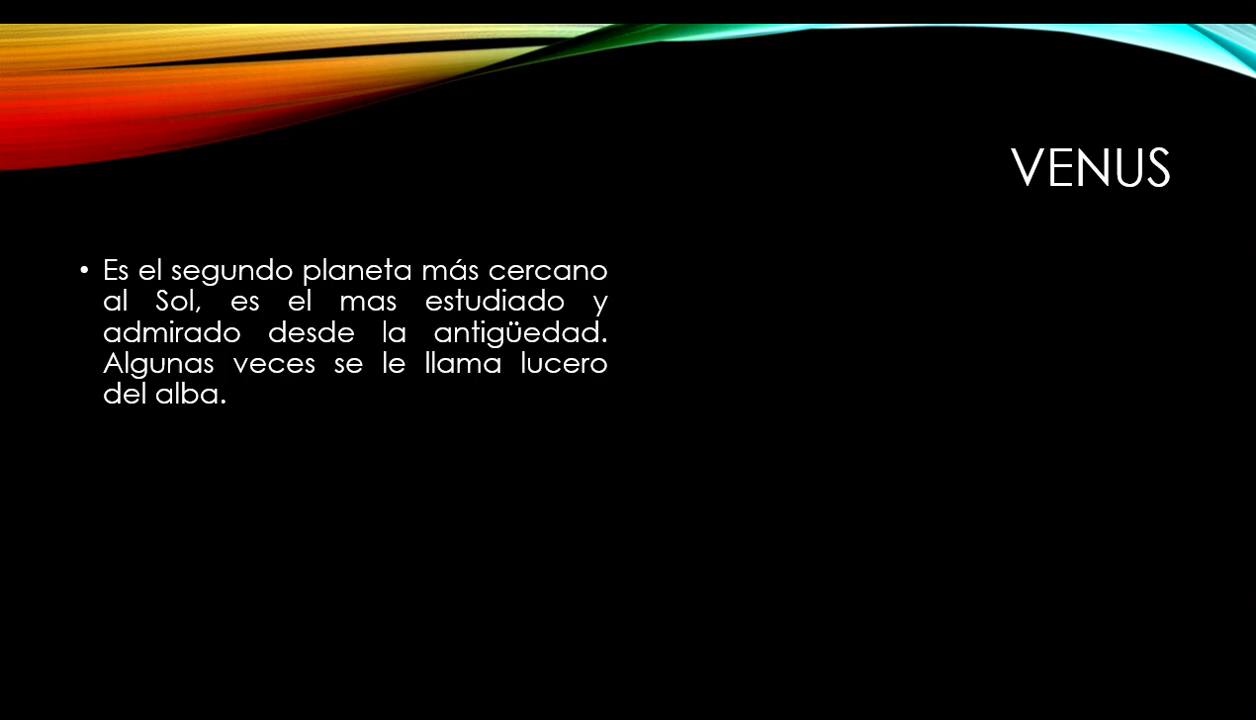 VENUS
• Es el segundo planeta más cercano
al Sol, es el mas estudiado y
admirado desde la antigüedad.
Algunas veces se le llama lucero
del alba.